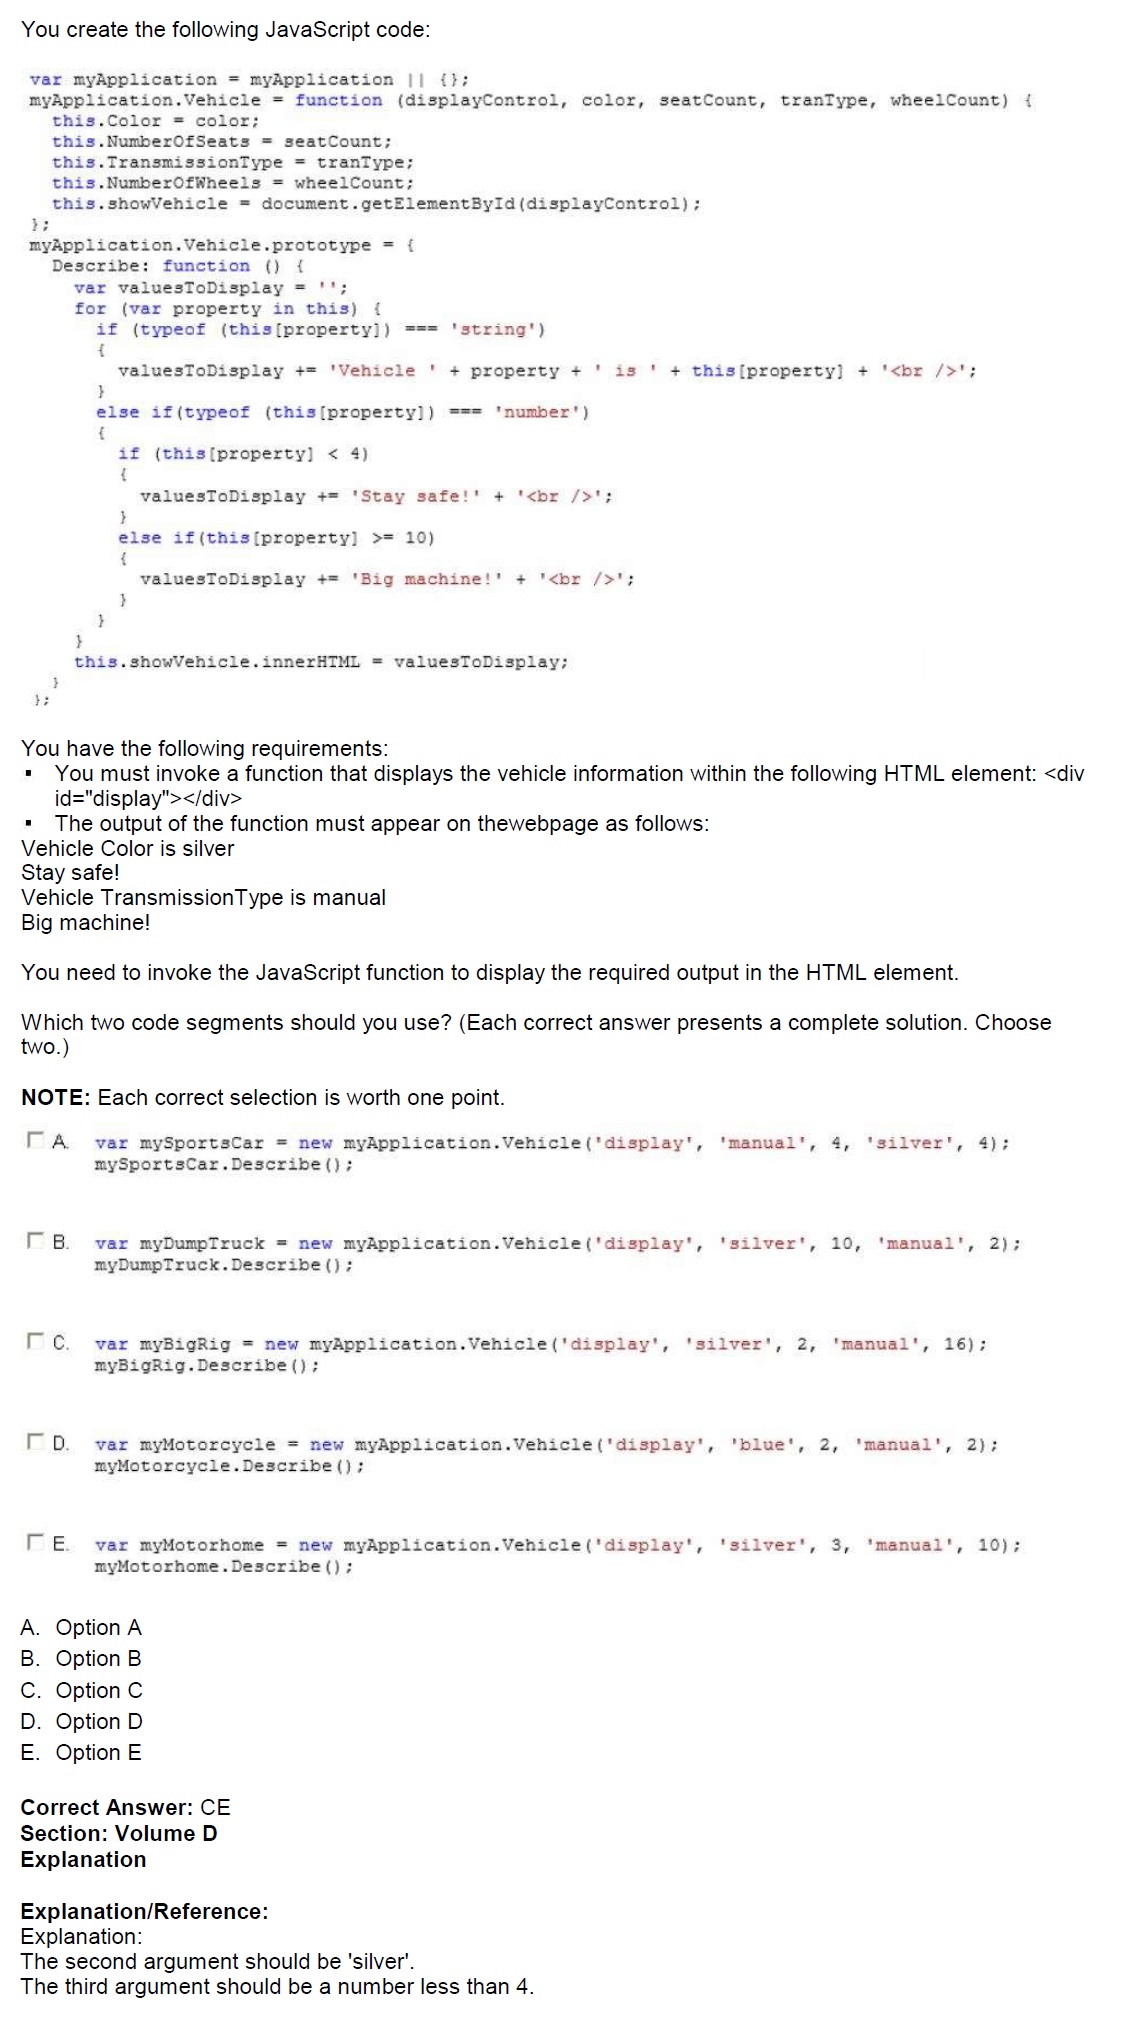 You create the following JavaScript code:
var myApplication = myApplication || {};
myApplication.Vehicle = function (displayControl, color, seatCount, tranType, wheelCount) {
  this.Color = color;
  this.NumberOfSeats = seatCount;
  this.TransmissionType = tranType;
  this.NumberOfWheels = wheelCount;
  this.showVehicle = document.getElementById(displayControl);
};
myApplication.Vehicle.prototype = {
  Describe: function () {
    var valuesToDisplay = '';
    for (var property in this) {
      if (typeof (this[property]) === 'string')
      {
        valuesToDisplay += 'Vehicle ' + property + ' is ' + this[property] + '<br />';
      }
      else if(typeof (this[property]) === 'number')
      {
        if (this[property] < 4)
        {
          valuesToDisplay += 'Stay safe!' + '<br />';
        }
        else if(this[property] >= 10)
        {
          valuesToDisplay += 'Big machine!' + '<br />';
        }
      }
    }
    this.showVehicle.innerHTML = valuesToDisplay;
  }
};
You have the following requirements:
▪ You must invoke a function that displays the vehicle information within the following HTML element: <div
id="display"></div>
▪ The output of the function must appear on thewebpage as follows:
Vehicle Color is silver
Stay safe!
Vehicle TransmissionType is manual
Big machine!
You need to invoke the JavaScript function to display the required output in the HTML element.
Which two code segments should you use? (Each correct answer presents a complete solution. Choose
two.)
NOTE: Each correct selection is worth one point.
A. var mySportsCar = new myApplication.Vehicle('display', 'manual', 4, 'silver', 4);
mySportsCar.Describe();
B. var myDumpTruck = new myApplication.Vehicle('display', 'silver', 10, 'manual', 2);
myDumpTruck.Describe();
C. var myBigRig = new myApplication.Vehicle('display', 'silver', 2, 'manual', 16);
myBigRig.Describe();
D. var myMotorcycle = new myApplication.Vehicle('display', 'blue', 2, 'manual', 2);
myMotorcycle.Describe();
E. var myMotorhome = new myApplication.Vehicle('display', 'silver', 3, 'manual', 10);
myMotorhome.Describe();
A. Option A
B. Option B
C. Option C
D. Option D
E. Option E
Correct Answer: CE
Section: Volume D
Explanation
Explanation/Reference:
Explanation:
The second argument should be 'silver'.
The third argument should be a number less than 4.